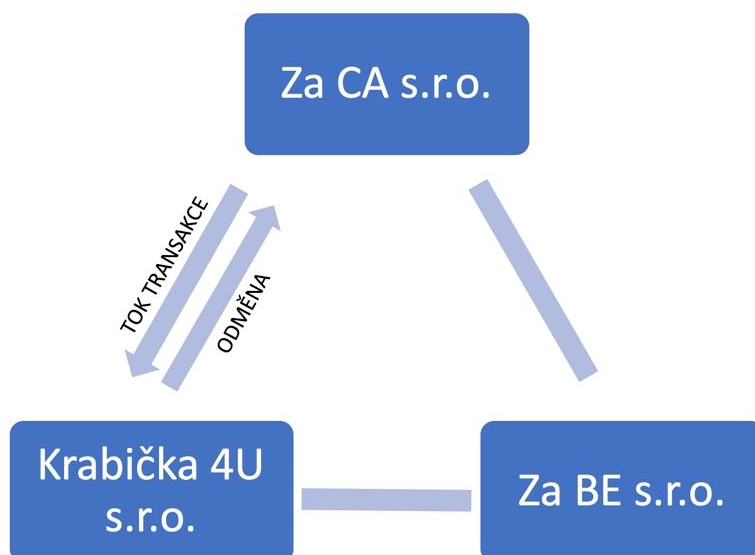 Za CA s.r.o.
TOK TRANSAKCE
ODMĚNA
Krabička 4U
s.r.o.
Za BE s.r.o.